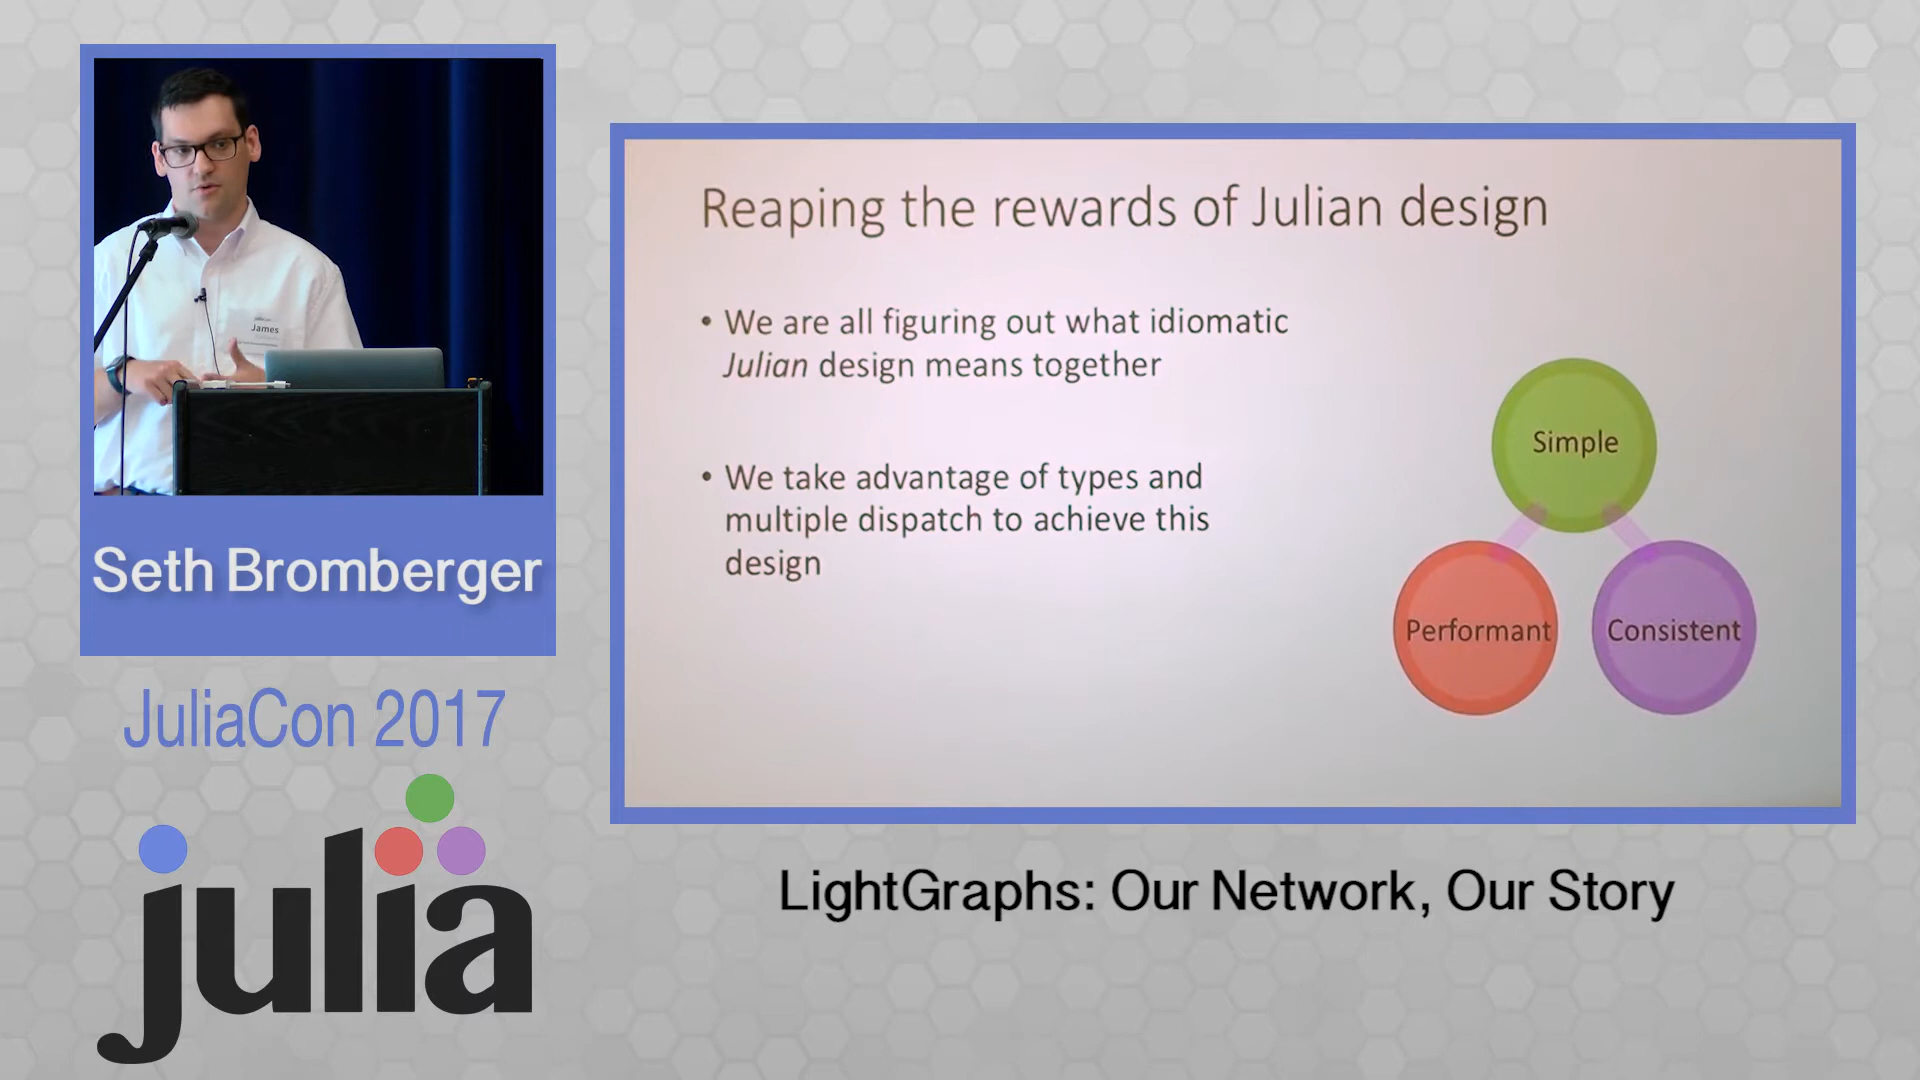 James
Seth Bromberger
JuliaCon 2017
julia
Reaping the rewards of Julian design
• We are all figuring out what idiomatic
Julian design means together
• We take advantage of types and
multiple dispatch to achieve this
design
Simple
Performant
Consistent
LightGraphs: Our Network, Our Story